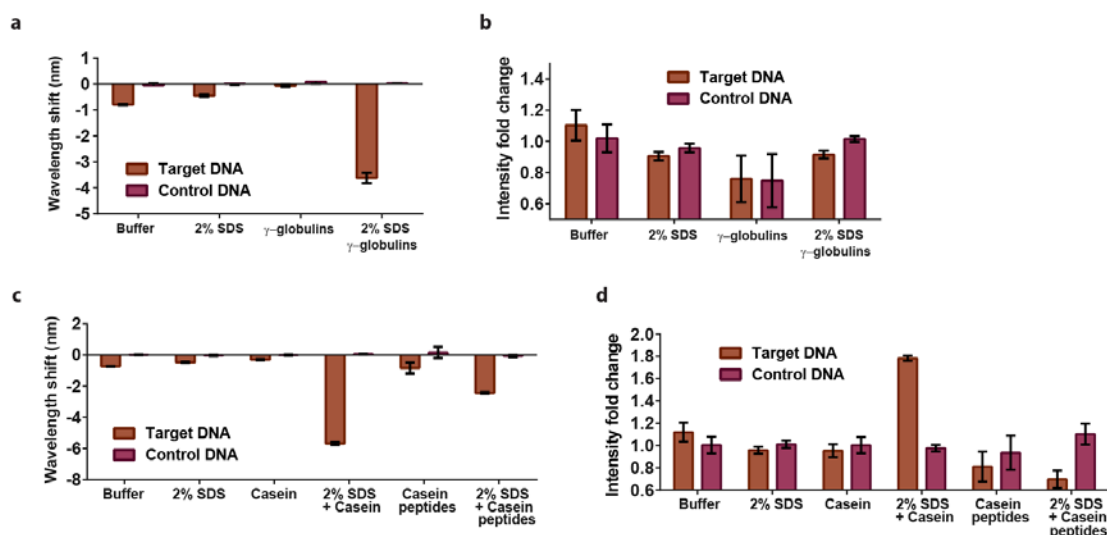 a
Wavelength shift (nm)
1
0
-1
-2
-3
-4
-5
Target DNA
Control DNA
Buffer
2% SDS
γ–globulins
2% SDS
γ–globulins
b
Intensity fold change
1.4
1.2
1.0
0.8
0.6
Target DNA
Control DNA
Buffer
2% SDS
γ–globulins
2% SDS
γ–globulins
c
Wavelength shift (nm)
2
0
-2
-4
-6
-8
Target DNA
Control DNA
Buffer
2% SDS
Casein
2% SDS
+ Casein
Casein
peptides
2% SDS
+ Casein
peptides
d
Intensity fold change
2.0
1.8
1.6
1.4
1.2
1.0
0.8
0.6
Target DNA
Control DNA
Buffer
2% SDS
Casein
2% SDS
+ Casein
Casein
peptides
2% SDS
+ Casein
peptides